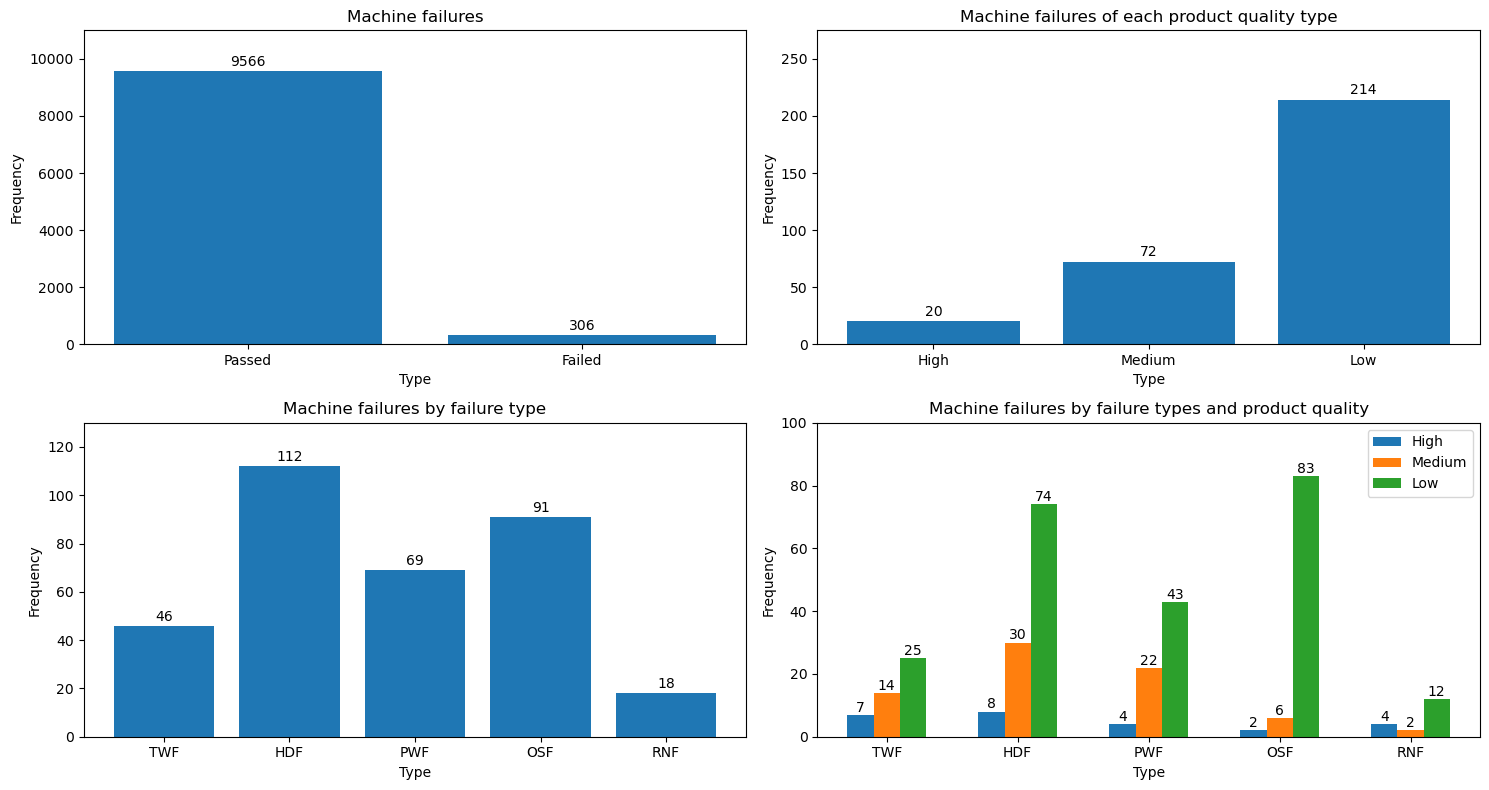 Machine failures
10000
8000
6000
4000
2000
0
Frequency
9566
306
Passed Failed
Type
Machine failures of each product quality type
250
200
150
100
50
0
Frequency
20
72
214
High Medium Low
Type
Machine failures by failure type
120
100
80
60
40
20
0
Frequency
46
112
69
91
18
TWF HDF PWF OSF RNF
Type
Machine failures by failure types and product quality
100
80
60
40
20
0
Frequency
High
Medium
Low
7 14 25
8 30 74
4 22 43
2 6 83
4 2 12
TWF HDF PWF OSF RNF
Type